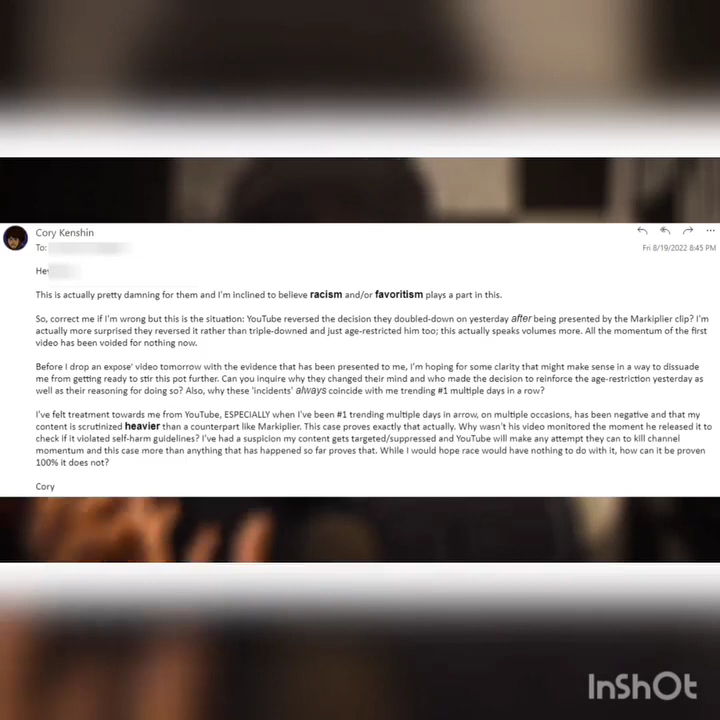 Cory Kenshin
To:
Fri 8/19/2022 8:45 PM
Hey
This is actually pretty damning for them and I'm inclined to believe racism and/or favoritism plays a part in this.
So, correct me if I'm wrong but this is the situation: YouTube reversed the decision they doubled-down on yesterday after being presented by the Markiplier clip? I'm
actually more surprised they reversed it rather than triple-downed and just age-restricted him too; this actually speaks volumes more. All the momentum of the first
video has been voided for nothing now.
Before I drop an expose' video tomorrow with the evidence that has been presented to me, I'm hoping for some clarity that might make sense in a way to dissuade
me from getting ready to stir this pot further. Can you inquire why they changed their mind and who made the decision to reinforce the age-restriction yesterday as
well as their reasoning for doing so? Also, why these 'incidents' always coincide with me trending #1 multiple days in a row?
I've felt treatment towards me from YouTube, ESPECIALLY when I've been #1 trending multiple days in arrow, on multiple occasions, has been negative and that my
content is scrutinized heavier than a counterpart like Markiplier. This case proves exactly that actually. Why wasn't his video monitored the moment he released it to
check if it violated self-harm guidelines? I've had a suspicion my content gets targeted/suppressed and YouTube will make any attempt they can to kill channel
momentum and this case more than anything that has happened so far proves that. While I would hope race would have nothing to do with it, how can it be proven
100% it does not?
Cory
InShOt